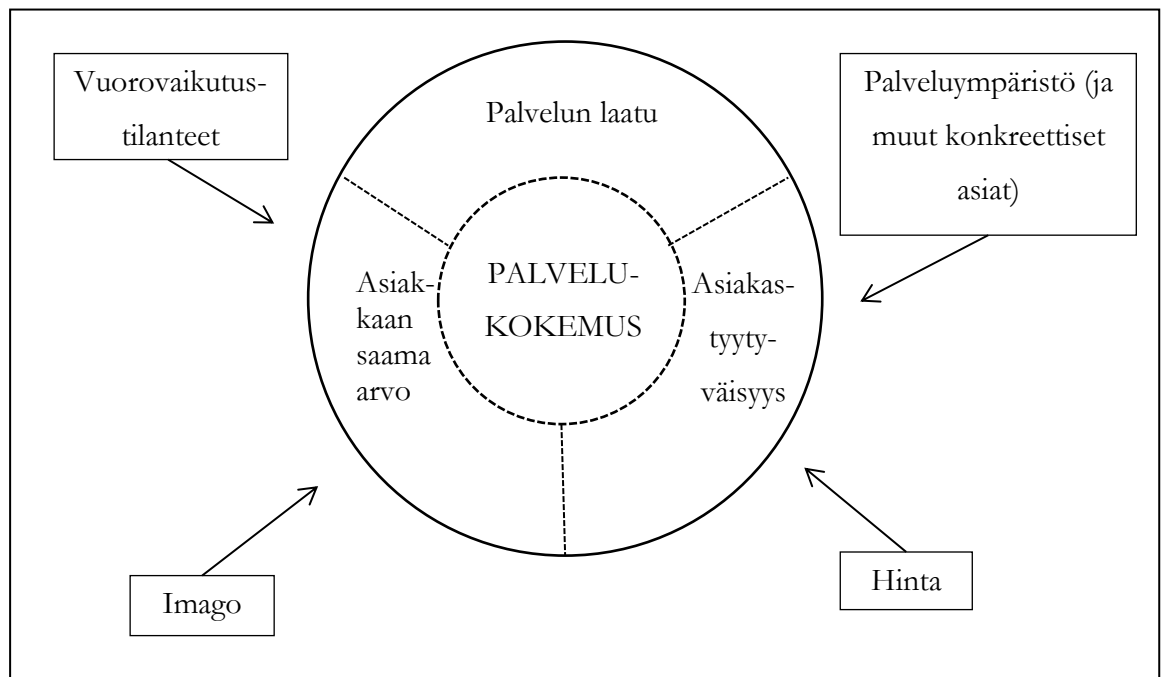 Vuorovaikutus-
tilanteet
Palvelun laatu
Palveluympäristö (ja
muut konkreettiset
asiat)
Asiak-
kaan
saama
arvo
PALVELU-
KOKEMUS
Asiakas-
tyyty-
väisyys
Imago
Hinta